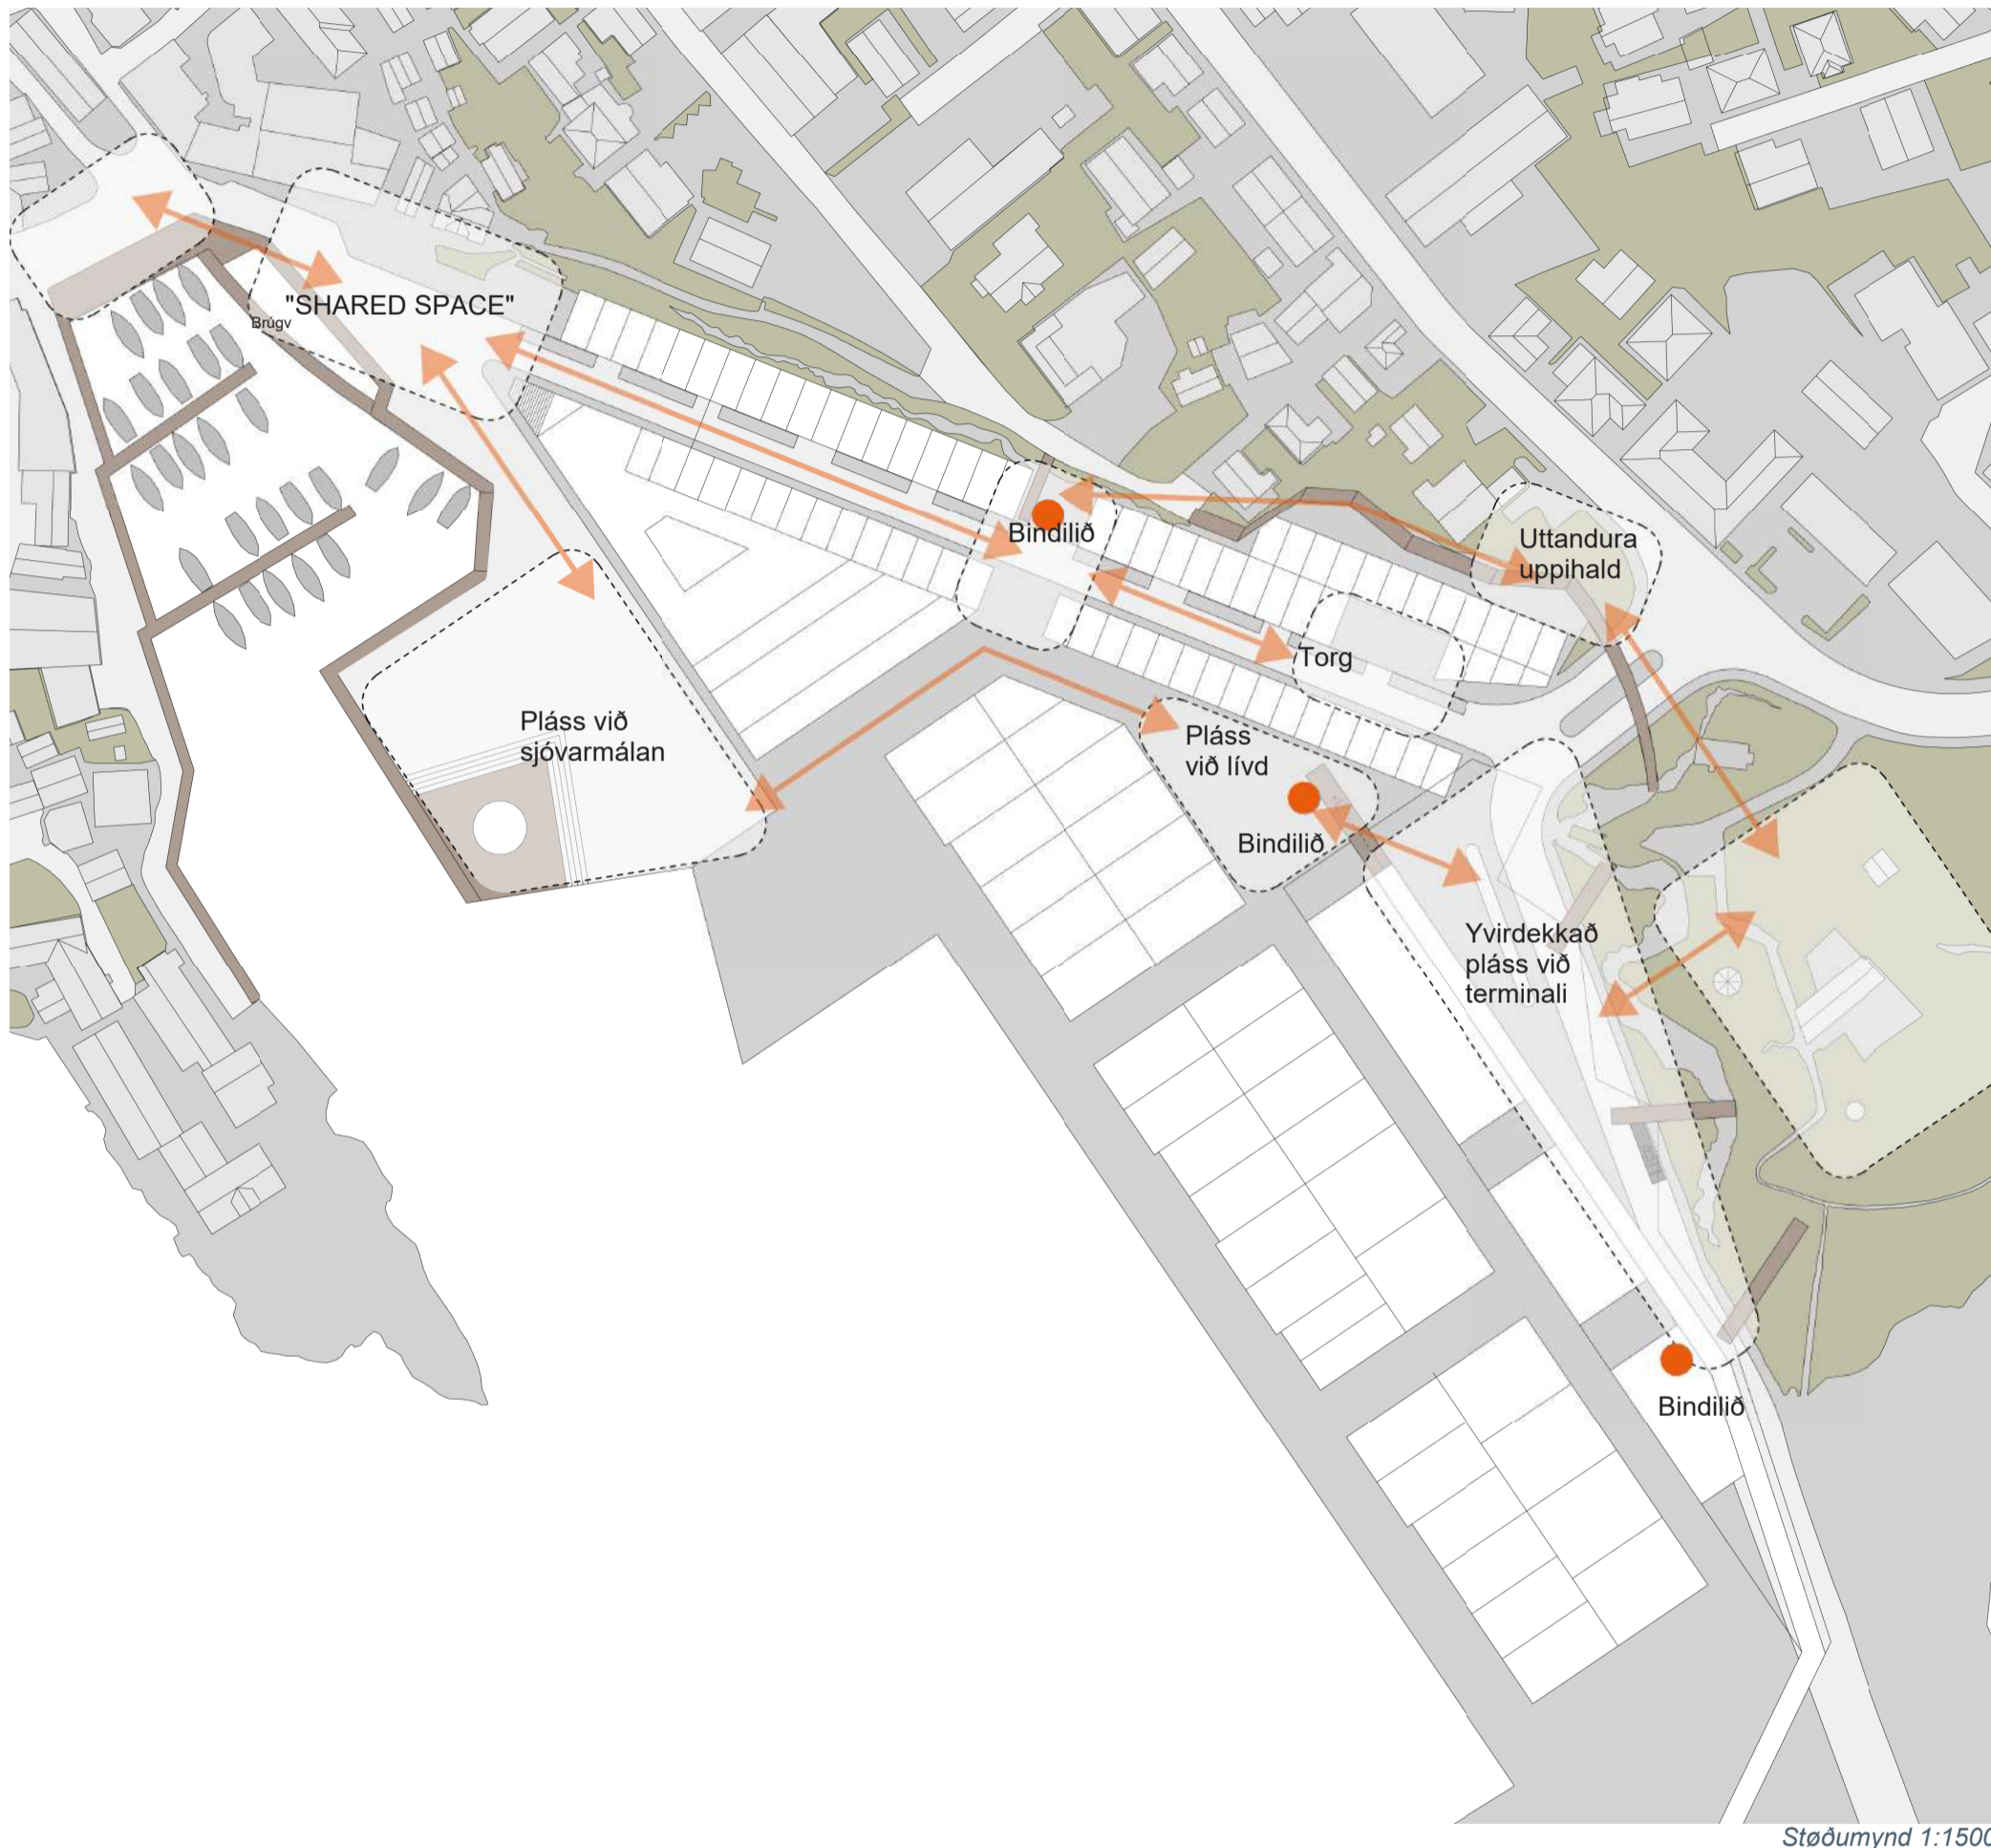 "SHARED SPACE"
Brúgv
Bindilið
Uttandura
uppihald
Torg
Pláss við
sjóvarmálan
Pláss
við lívd
Bindilið
Yvirdekkað
pláss við
terminali
Bindilið
Støðumynd 1:1500